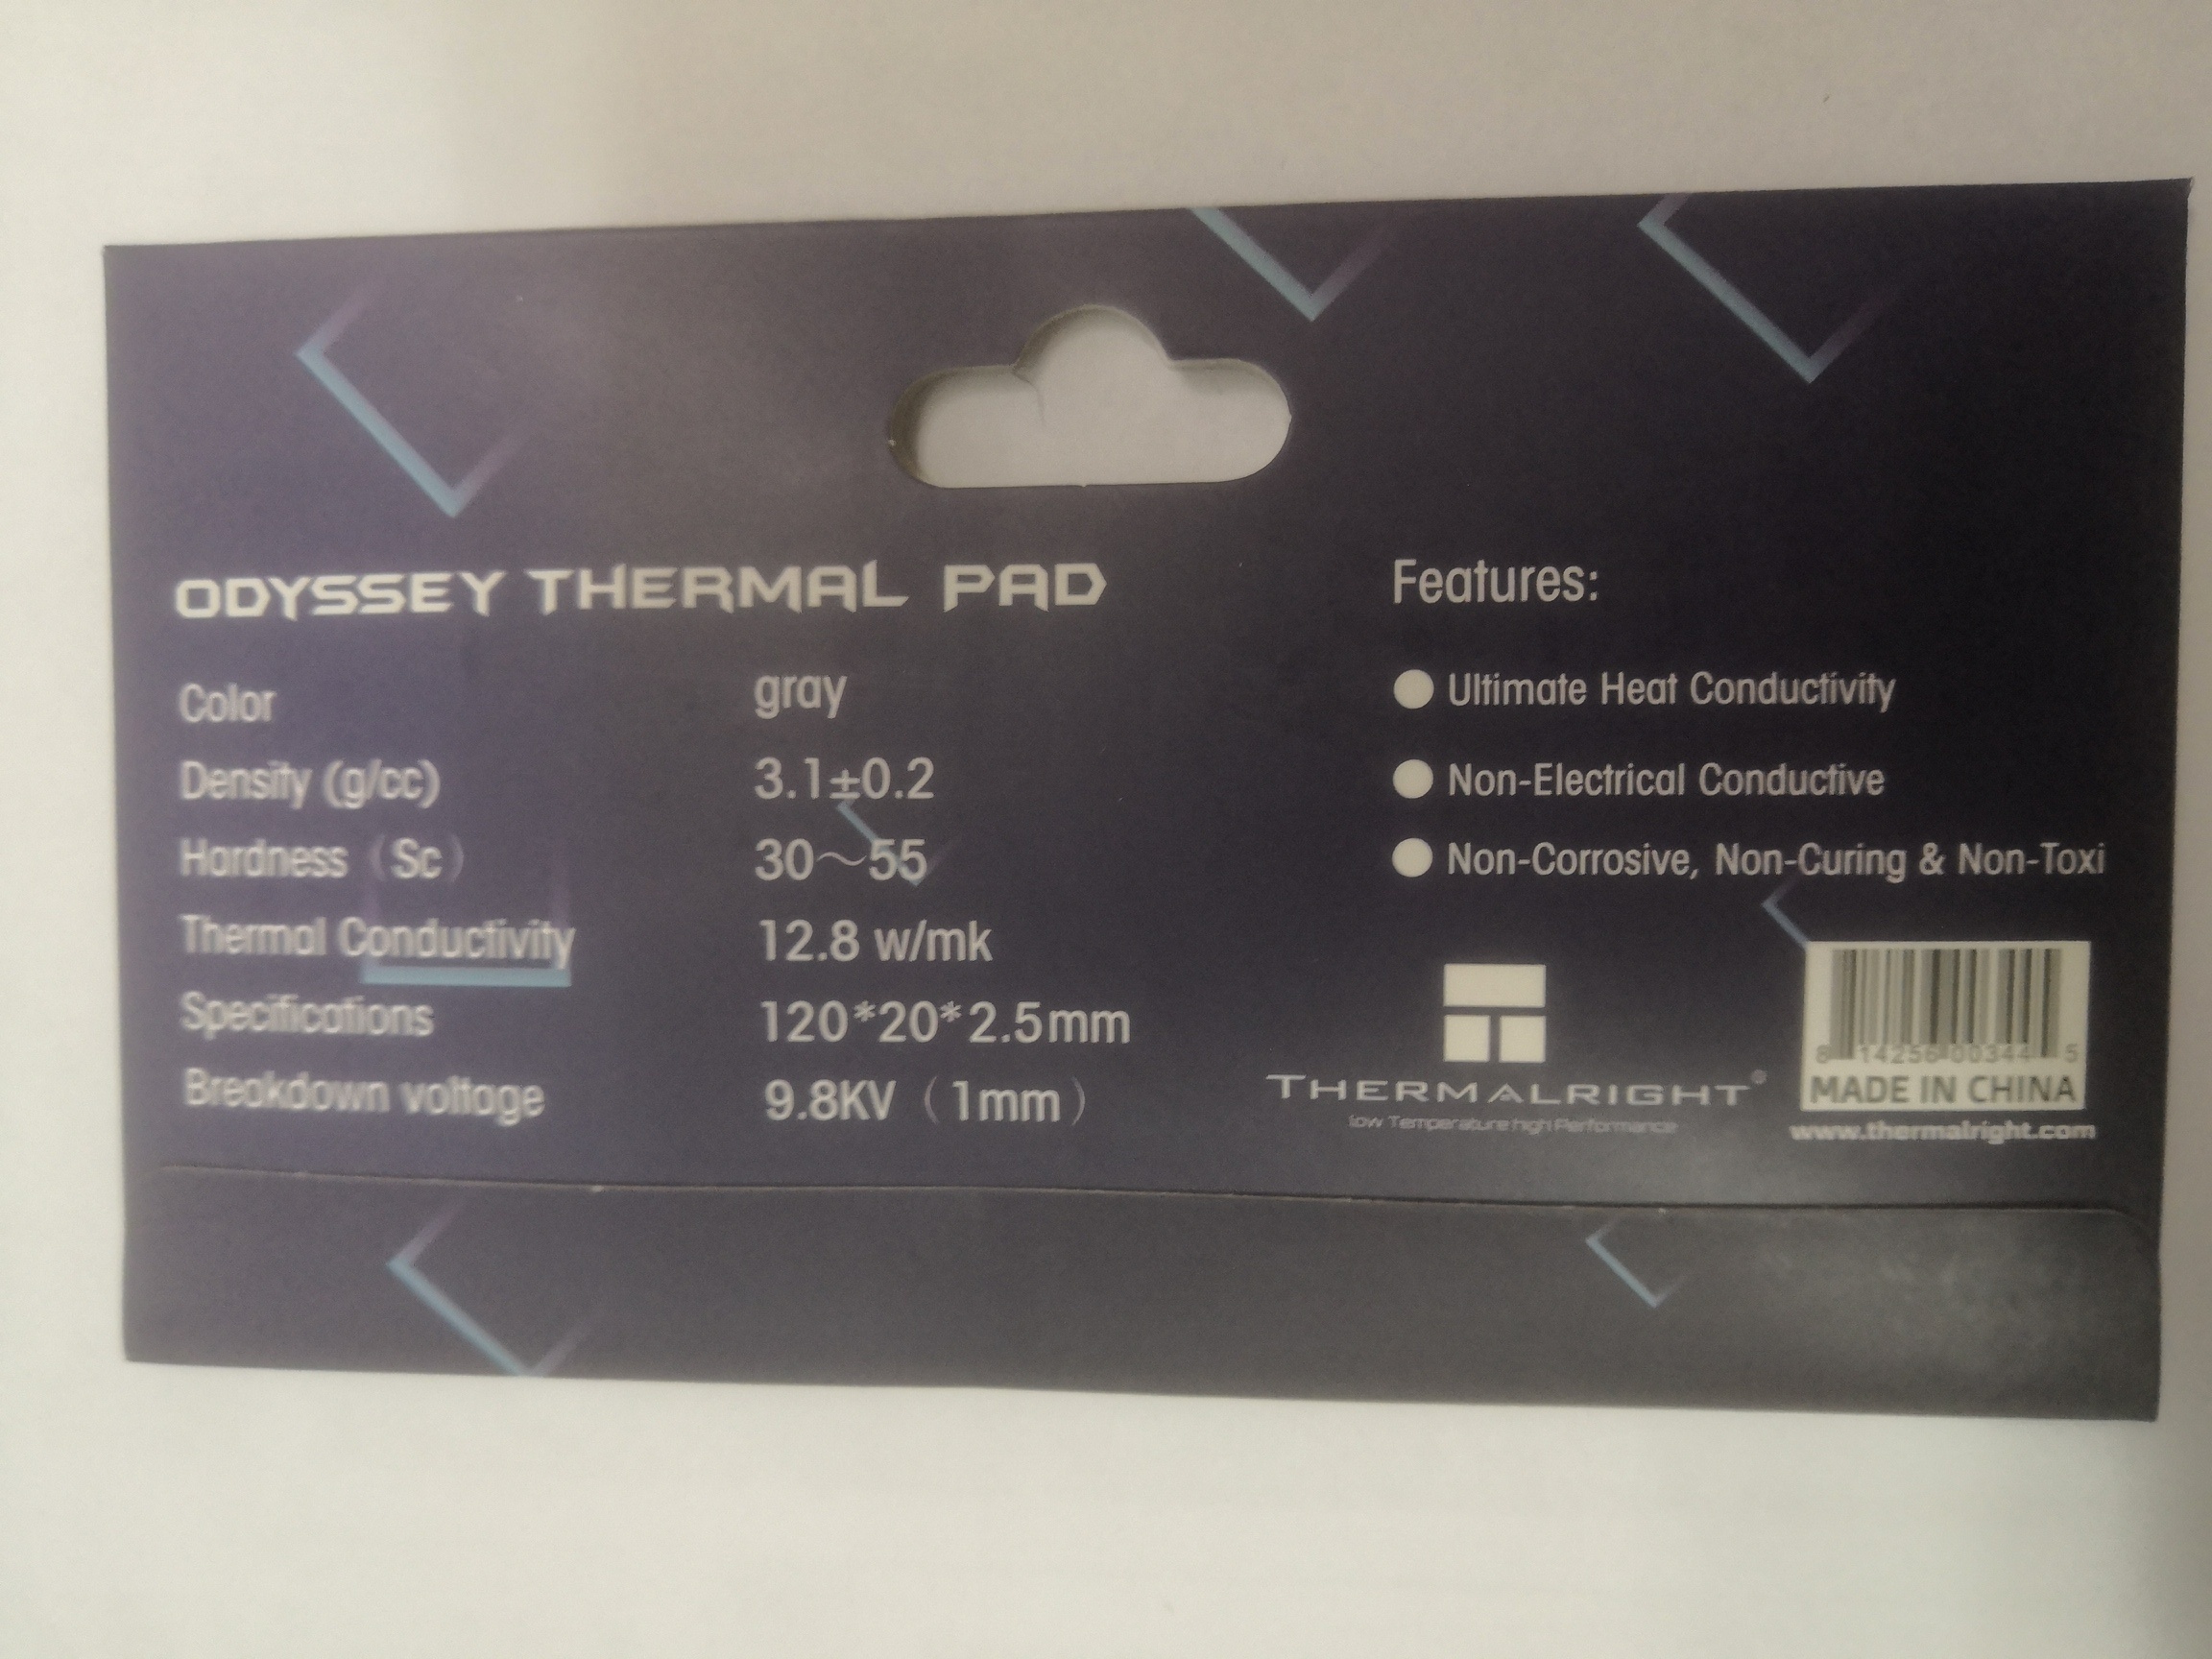 ODYSSEY THERMAL PAD
Color gray
Density (g/cc) 3.1±0.2
Hardness（Sc） 30～55
Thermal Conductivity 12.8 w/mk
Specifications 120*20*2.5mm
Breakdown voltage 9.8KV（1mm）
Features:
● Ultimate Heat Conductivity
● Non-Electrical Conductive
● Non-Corrosive, Non-Curing & Non-Toxi
THERMALRIGHT®
low Temperature high Performance
8 14256 00344 5
MADE IN CHINA
www.thermalright.com